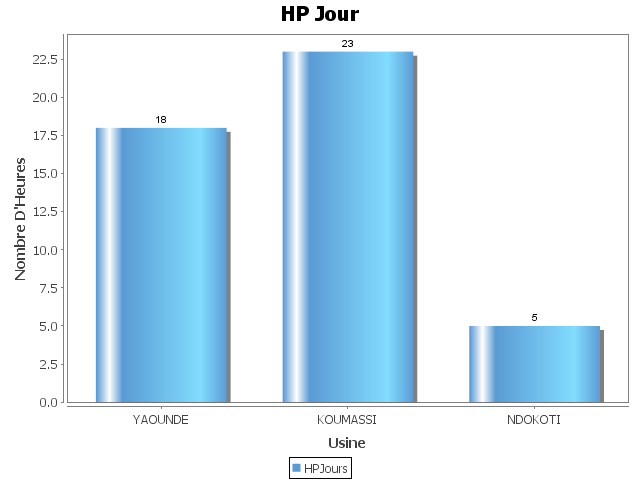 HP Jour
22.5
20.0
17.5
15.0
12.5
10.0
7.5
5.0
2.5
0.0
Nombre D'Heures
18
23
5
YAOUNDE
KOUMASSI
NDOKOTI
Usine
HPJours